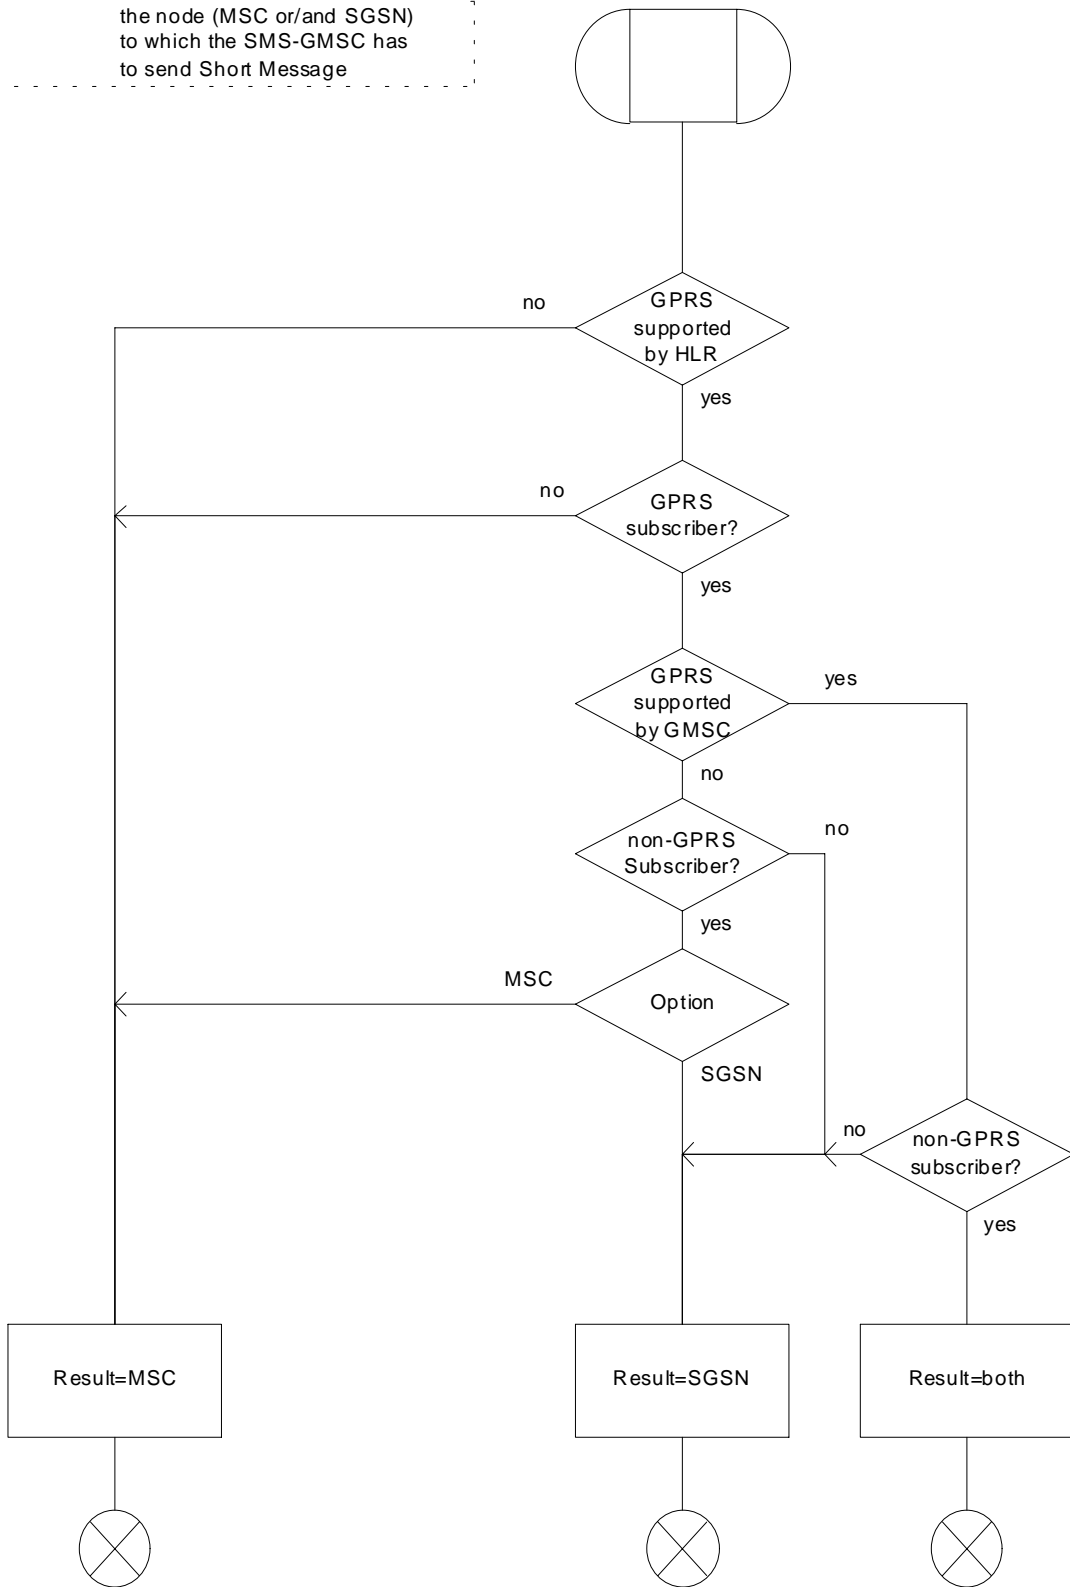 the node (MSC or/and SGSN)
to which the SMS-GMSC has
to send Short Message
no
GPRS
supported
by HLR
yes
no
GPRS
subscriber?
yes
GPRS
supported
by GMSC
yes
no
non-GPRS
Subscriber?
no
yes
MSC
Option
SGSN
no
non-GPRS
subscriber?
yes
Result=MSC
Result=SGSN
Result=both